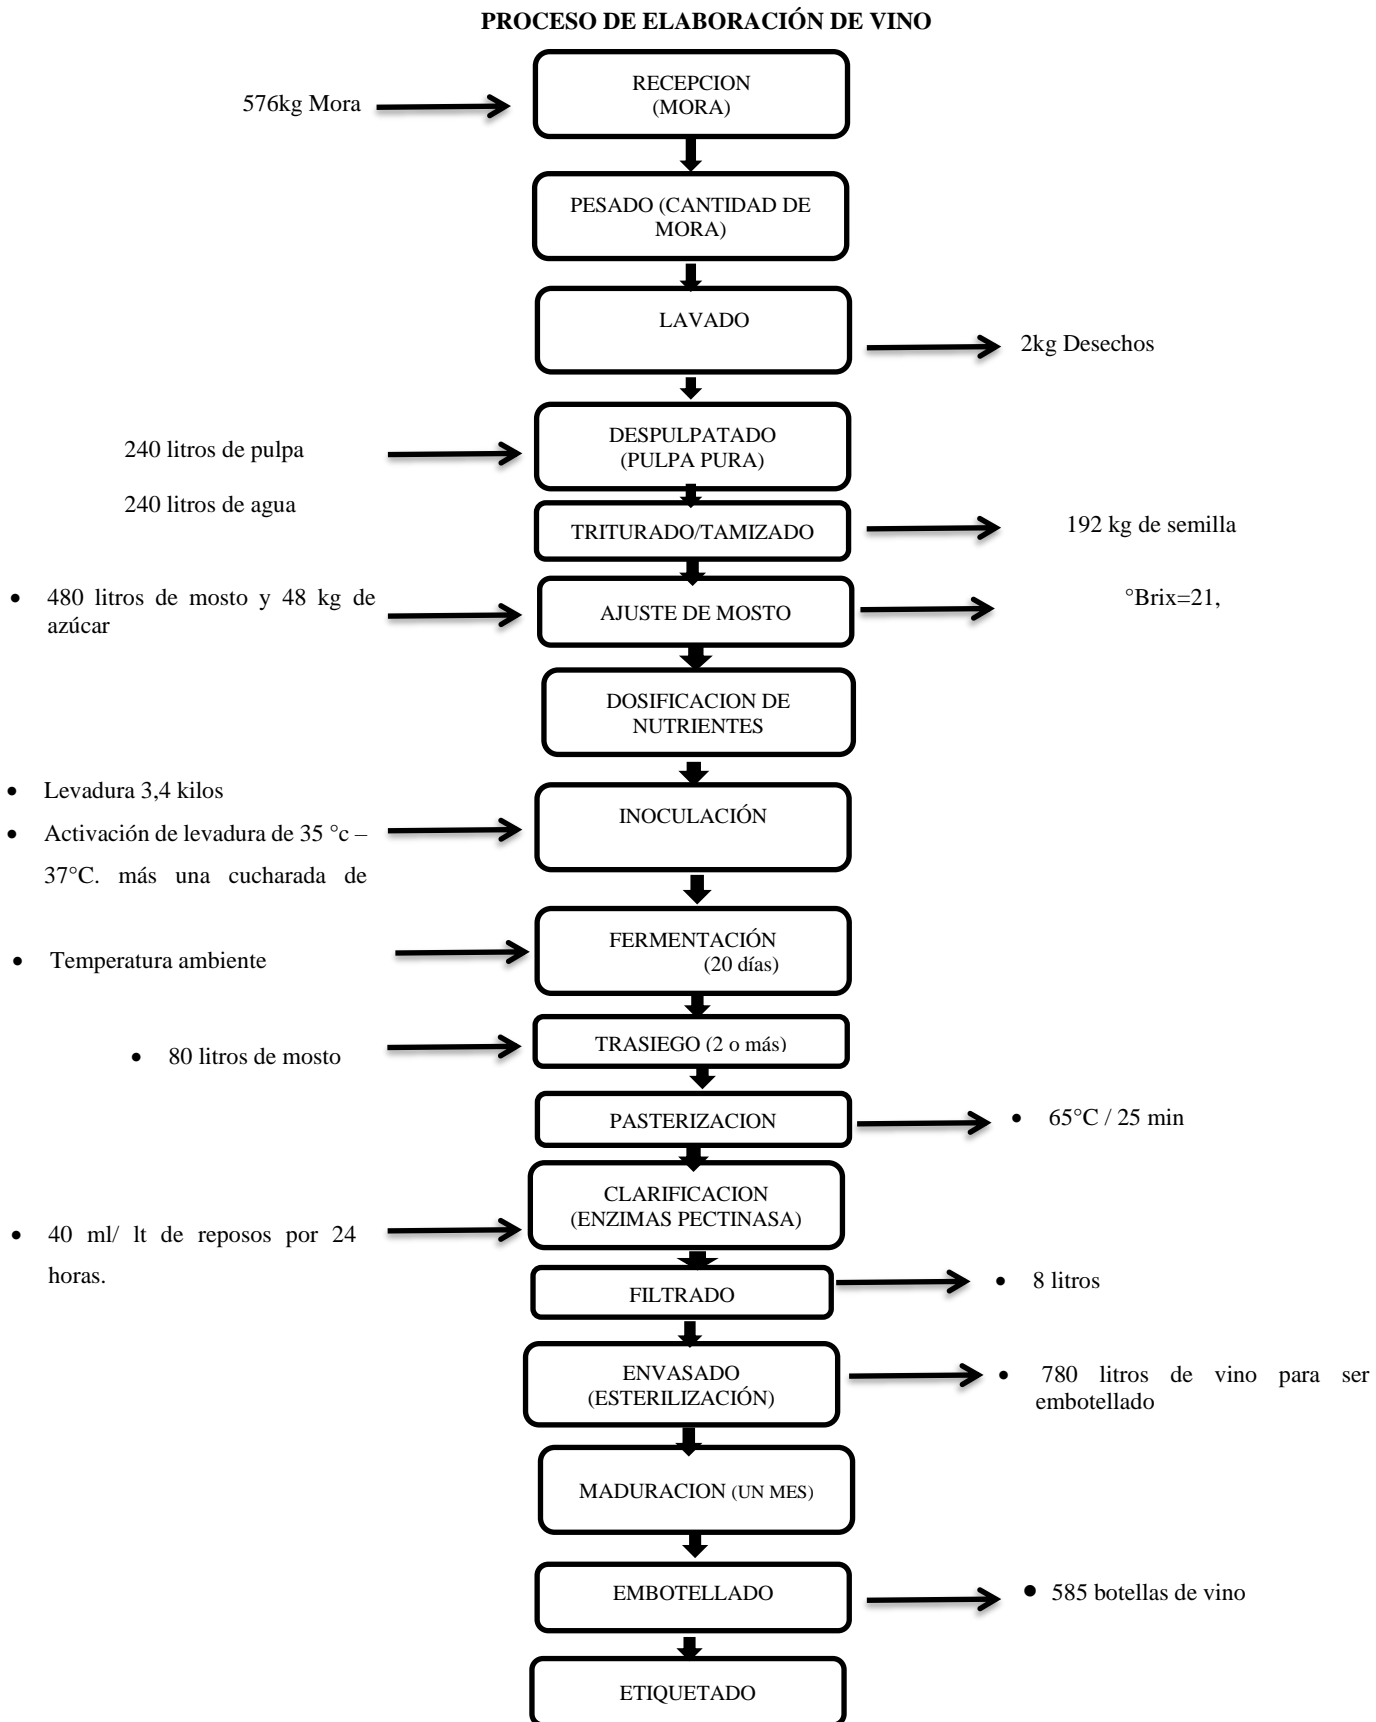 PROCESO DE ELABORACIÓN DE VINO
576kg Mora
RECEPCION
(MORA)
PESADO (CANTIDAD DE
MORA)
LAVADO
2kg Desechos
240 litros de pulpa
240 litros de agua
DESPULPATADO
(PULPA PURA)
TRITURADO/TAMIZADO
192 kg de semilla
• 480 litros de mosto y 48 kg de
azúcar
AJUSTE DE MOSTO
°Brix=21,
DOSIFICACION DE
NUTRIENTES
• Levadura 3,4 kilos
• Activación de levadura de 35 °c –
37°C. más una cucharada de
INOCULACIÓN
• Temperatura ambiente
FERMENTACIÓN
(20 días)
• 80 litros de mosto
TRASIEGO (2 o más)
PASTERIZACION
• 65°C / 25 min
CLARIFICACION
(ENZIMAS PECTINASA)
• 40 ml/ lt de reposos por 24
horas.
FILTRADO
• 8 litros
ENVASADO
(ESTERILIZACIÓN)
• 780 litros de vino para ser
embotellado
MADURACION (UN MES)
EMBOTELLADO
• 585 botellas de vino
ETIQUETADO